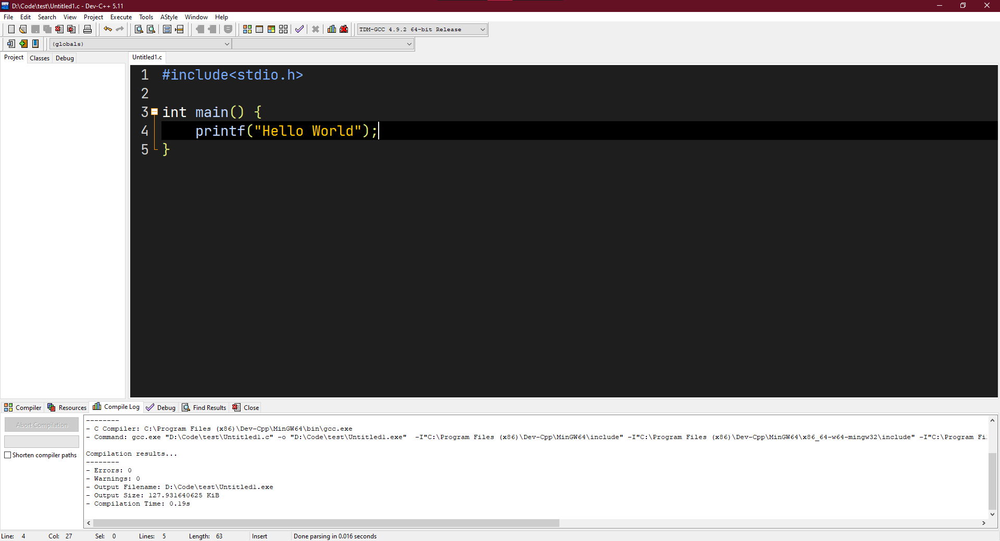 D:\Code\test\Untitled1.c - Dev-C++ 5.11
File Edit Search View Project Execute Tools AStyle Window Help
TDM-GCC 4.9.2 64-bit Release
(globals)
Project Classes Debug
Untitled1.c
1 #include<stdio.h>
2
3 int main() {
4 printf("Hello World");
5 }
Compiler Resources Compile Log Debug Find Results Close
Abort Compilation
Shorten compiler paths
--------
- C Compiler: C:\Program Files (x86)\Dev-Cpp\MinGW64\bin\gcc.exe
- Command: gcc.exe "D:\Code\test\Untitled1.c" -o "D:\Code\test\Untitled1.exe"  -I"C:\Program Files (x86)\Dev-Cpp\MinGW64\include" -I"C:\Program Files (x86)\Dev-Cpp\MinGW64\x86_64-w64-mingw32\include" -I"C:\Program Fi
Compilation results...
--------
- Errors: 0
- Warnings: 0
- Output Filename: D:\Code\test\Untitled1.exe
- Output Size: 127.931640625 KiB
- Compilation Time: 0.19s
Line: 4 Col: 27 Sel: 0 Lines: 5 Length: 63 Insert Done parsing in 0.016 seconds